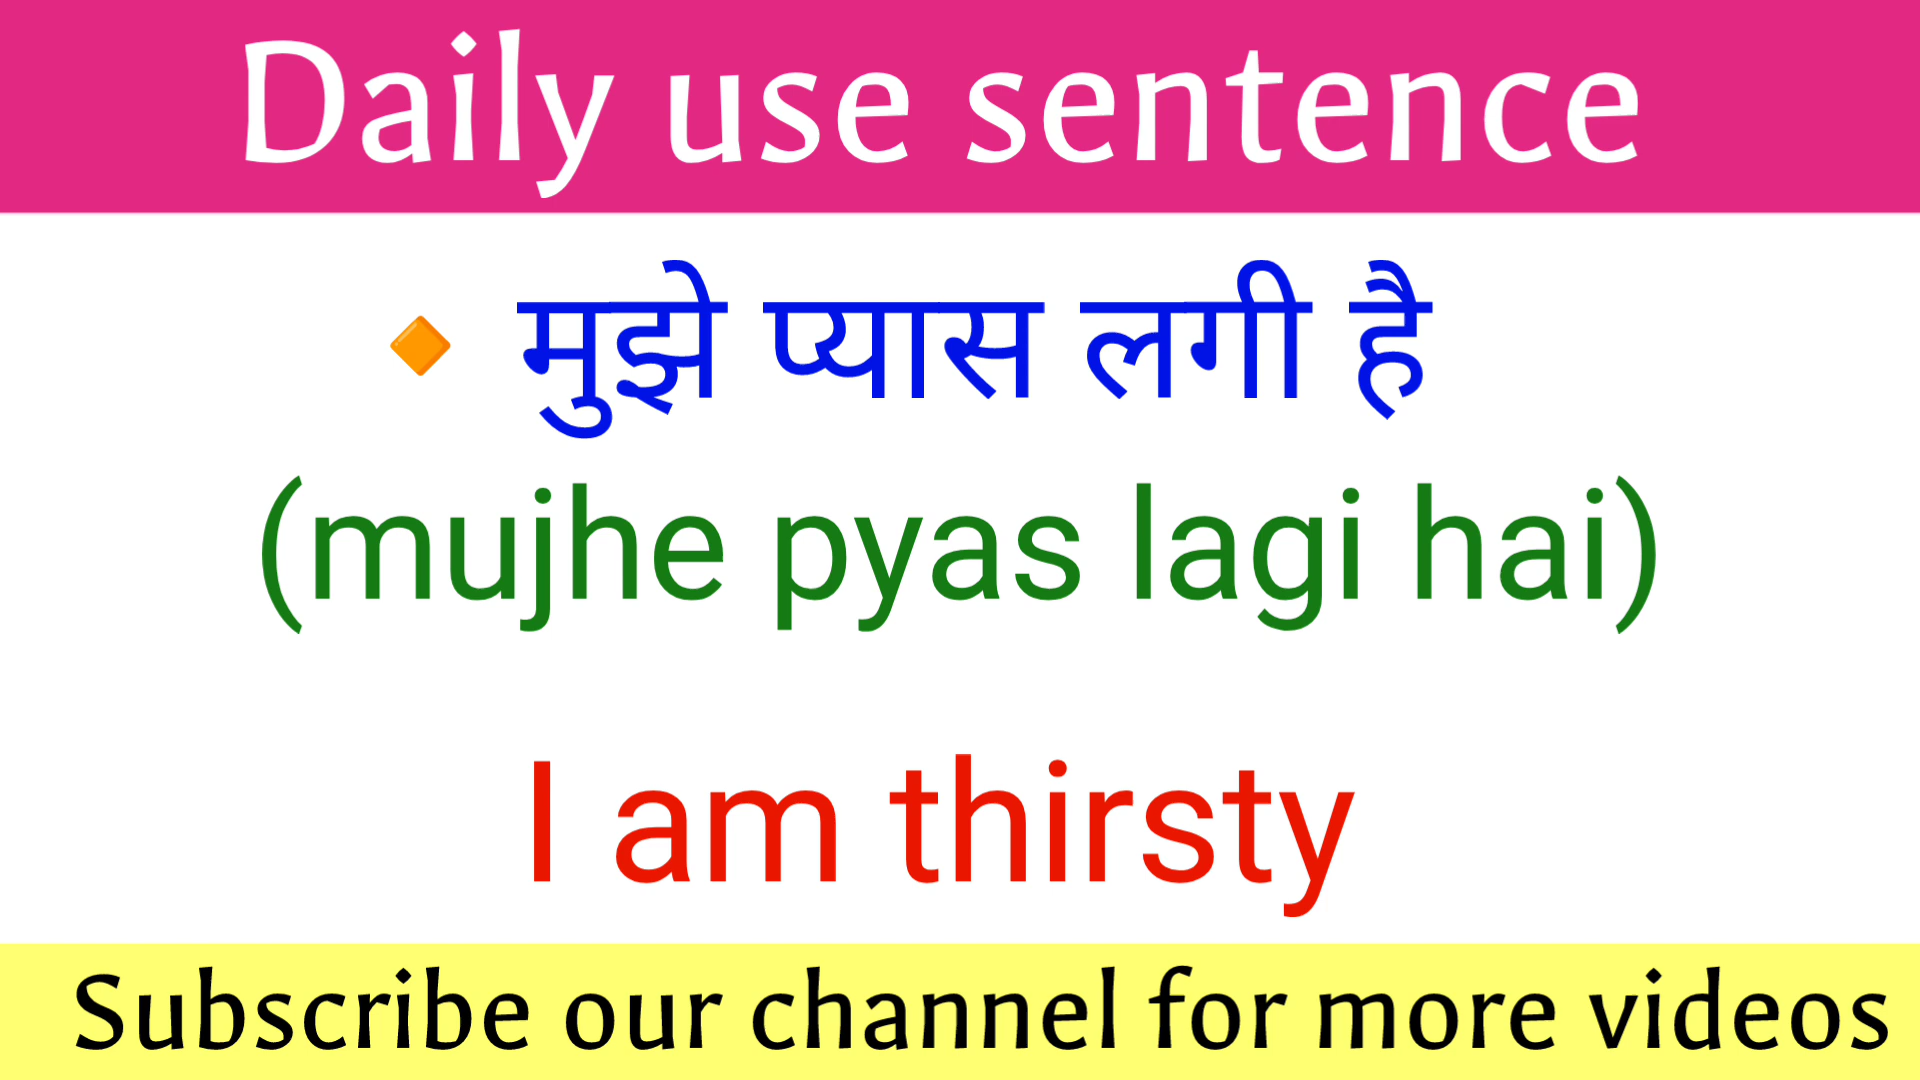 Daily use sentence
🔸 मुझे प्यास लगी है
(mujhe pyas lagi hai)
I am thirsty
Subscribe our channel for more videos